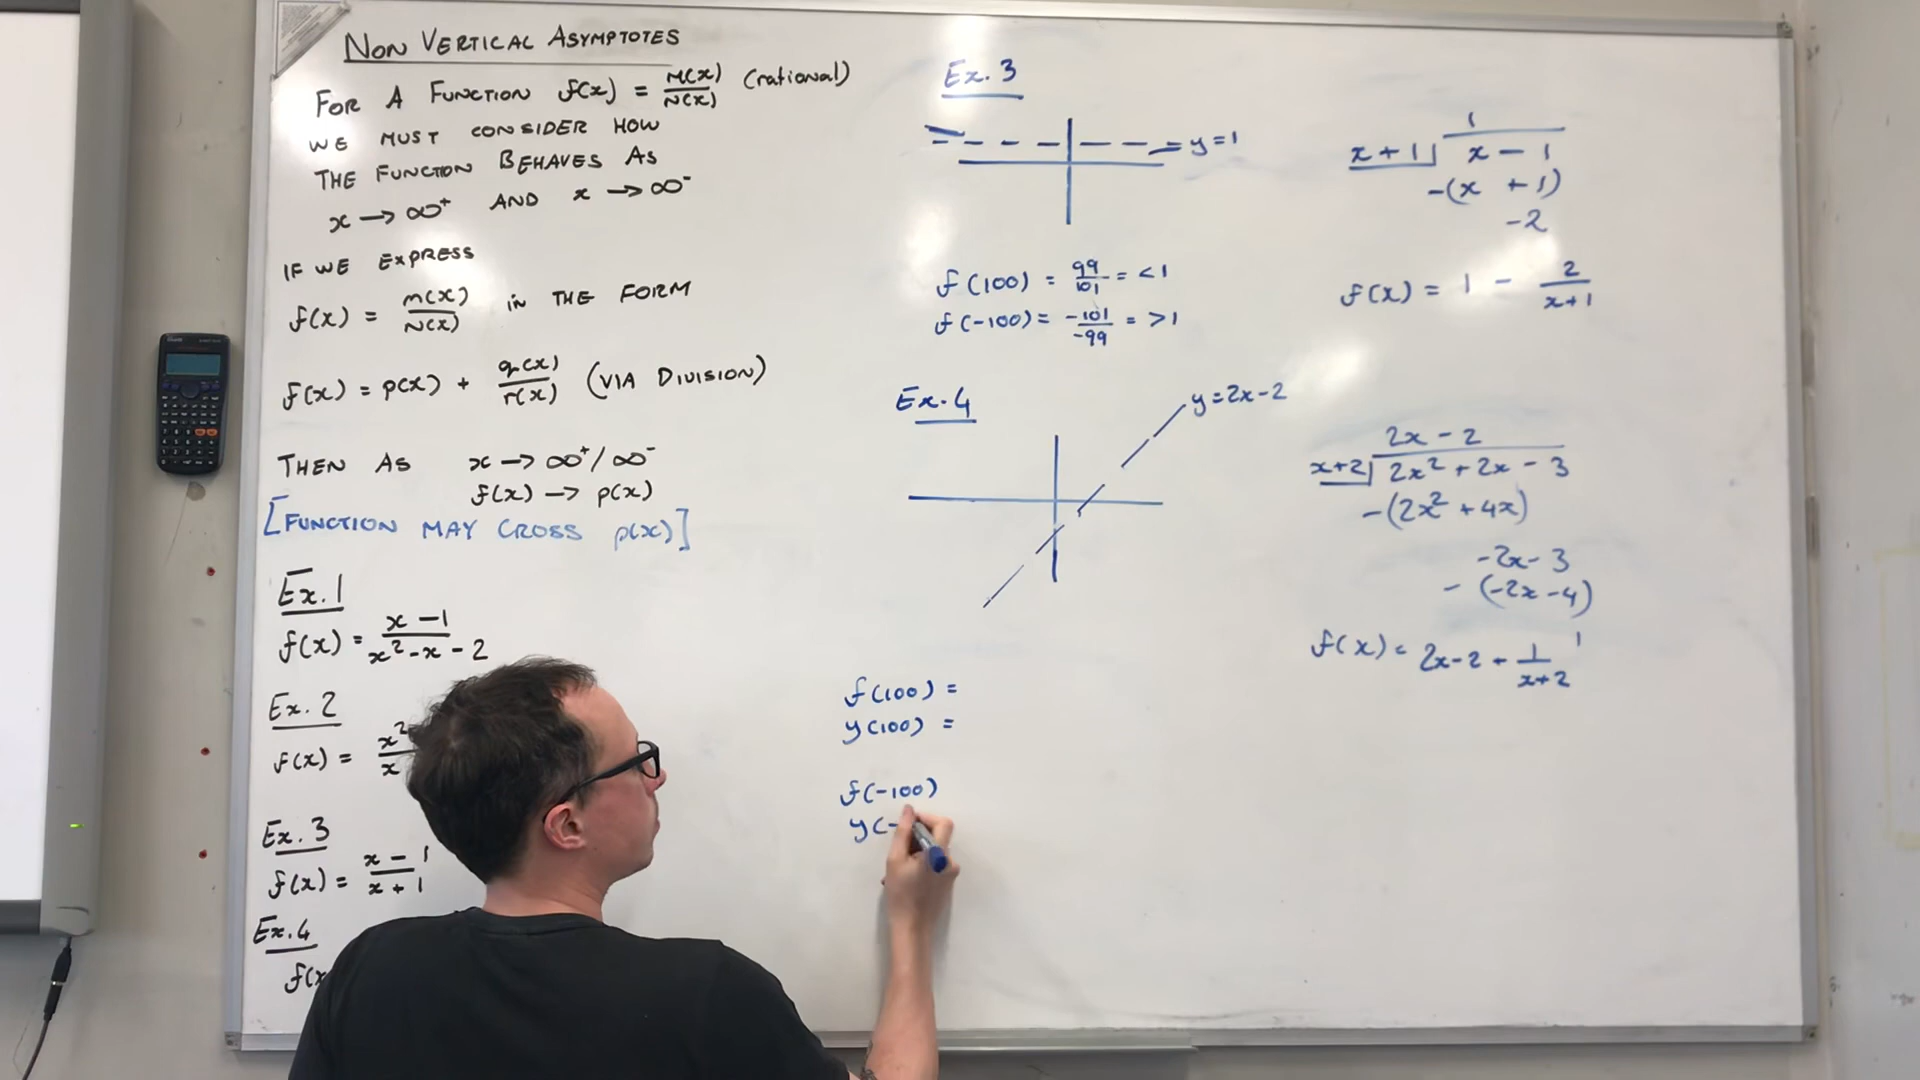 NON VERTICAL ASYMPTOTES
FOR A FUNCTION f(x) = M(x)/N(x) (rational)
WE MUST CONSIDER HOW
THE FUNCTION BEHAVES AS
x → ∞⁺ AND x → ∞⁻
IF WE EXPRESS
f(x) = M(x)/N(x) in THE FORM
f(x) = p(x) + q(x)/r(x) (VIA DIVISION)
THEN AS x → ∞⁺/∞⁻
f(x) → p(x)
[FUNCTION MAY CROSS p(x)]
Ex. 1
f(x) = x - 1/x² - x - 2
Ex. 2
f(x) = x²/x
Ex. 3
f(x) = x - 1/x + 1
Ex. 4
f(x
Ex. 3
y = 1
f(100) = 99/101 = < 1
f(-100) = -101/-99 = > 1
1
x + 1 x - 1
-(x + 1)
-2
f(x) = 1 - 2/x+1
Ex. 4
y = 2x - 2
2x - 2
x+2 2x² + 2x - 3
-(2x² + 4x)
-2x - 3
- (-2x - 4)
1
f(x) = 2x - 2 + 1/x+2
f(100) =
y(100) =
f(-100)
y(-